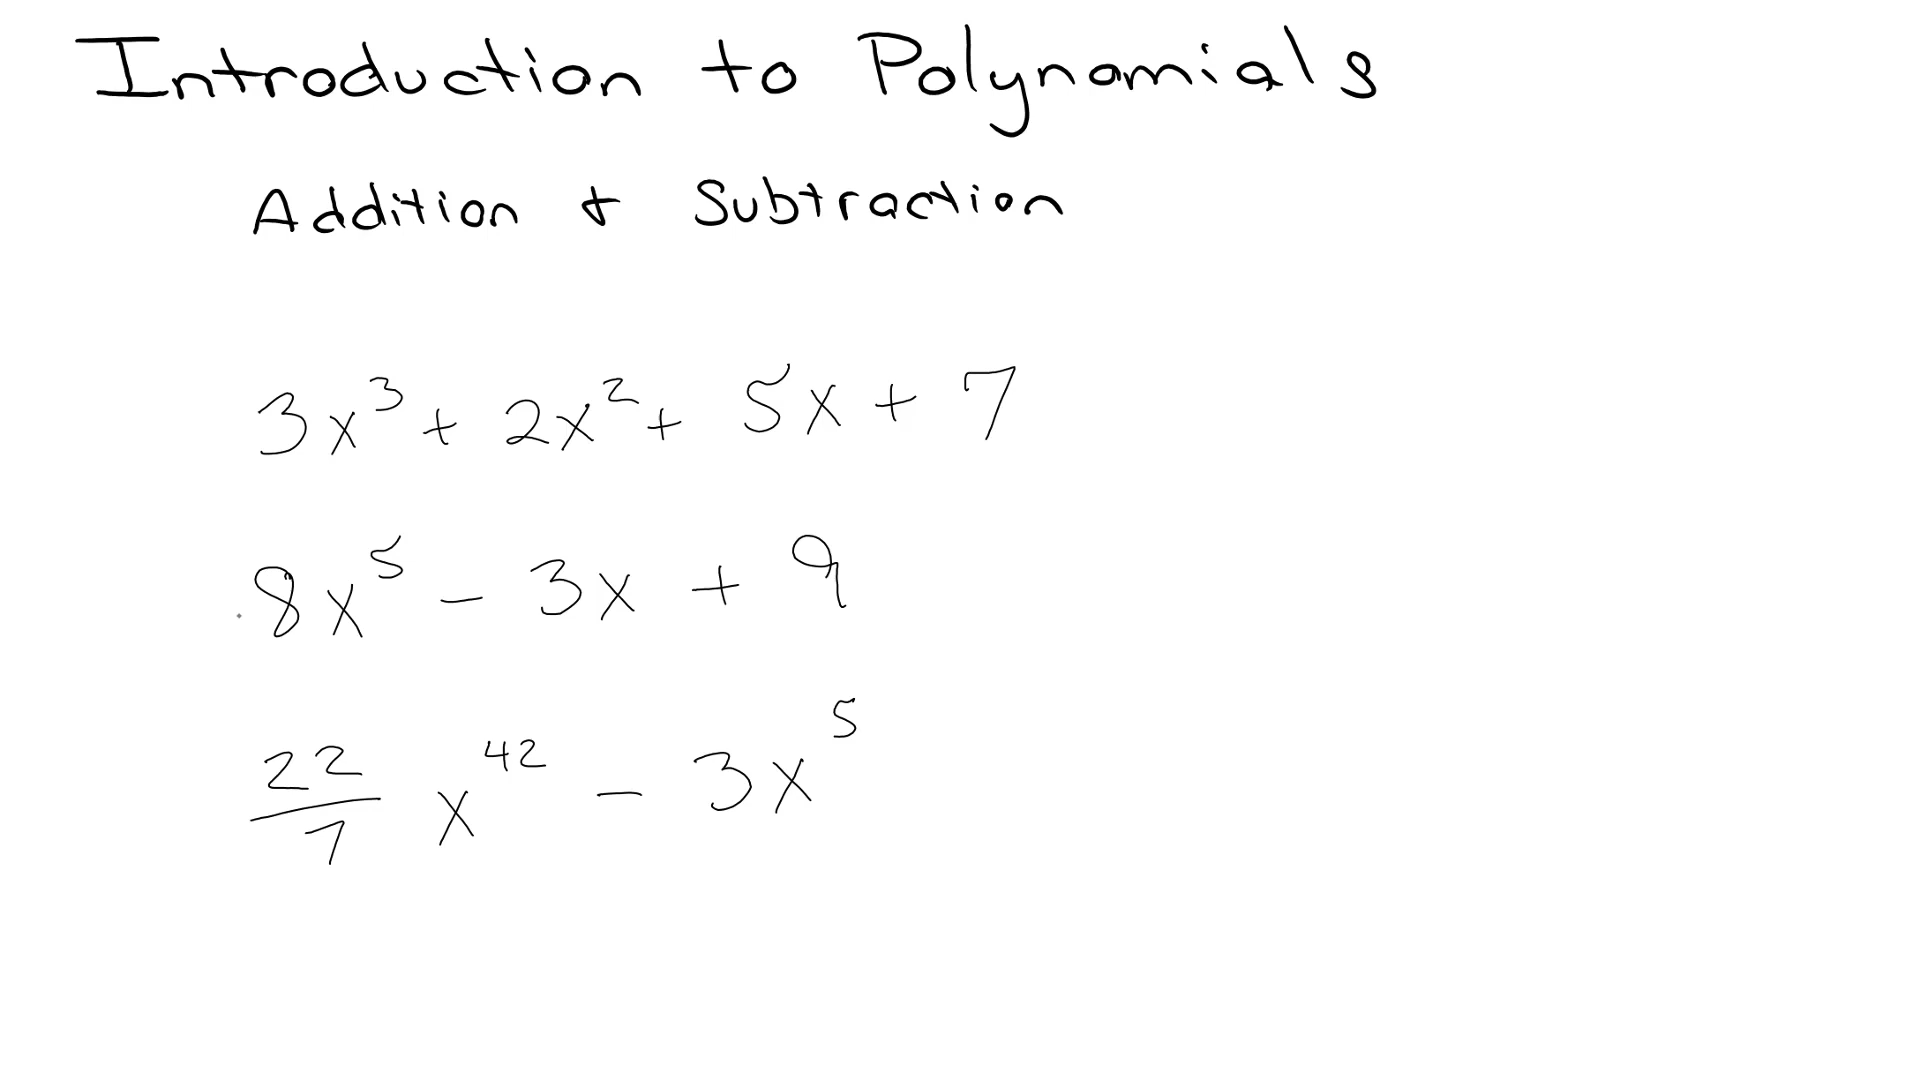 Introduction to Polynomials
Addition & Subtraction
3x³ + 2x² + 5x + 7
8x⁵ - 3x + 9
22/7 x⁴² - 3x⁵